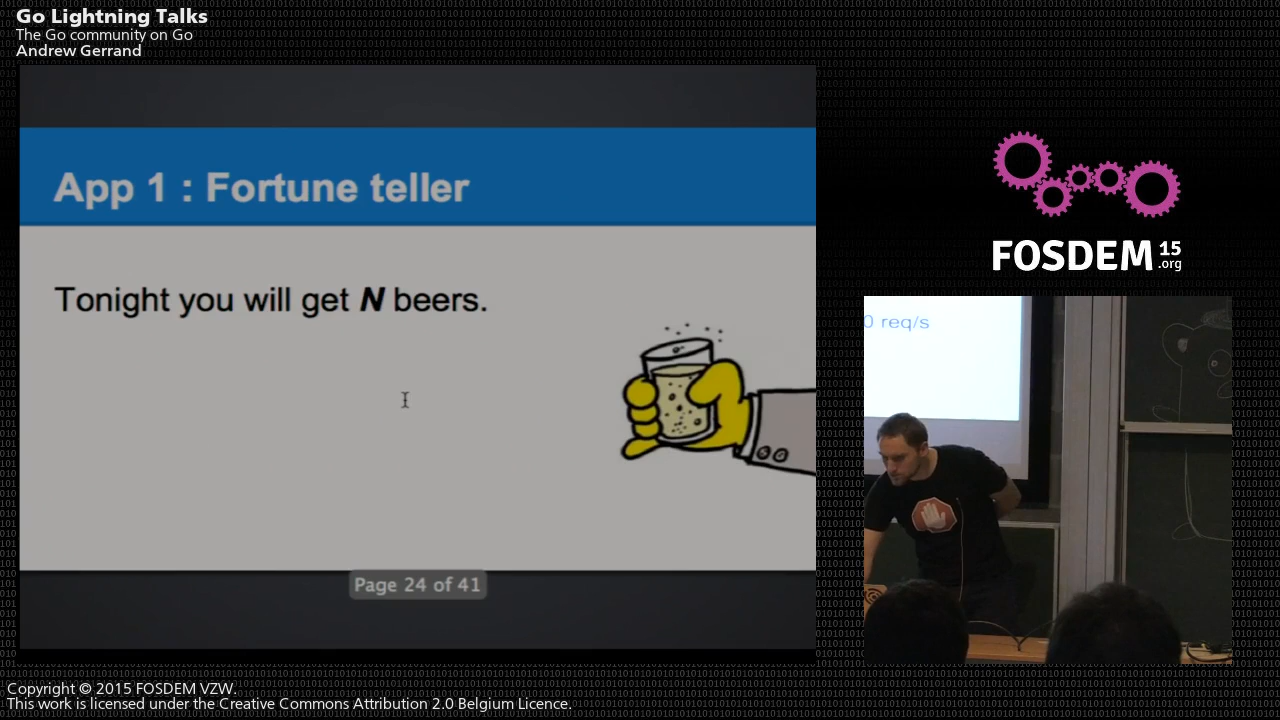 Go Lightning Talks
The Go community on Go
Andrew Gerrand
App 1 : Fortune teller
Tonight you will get N beers.
Page 24 of 41
FOSDEM 15
.org
0 req/s
Copyright © 2015 FOSDEM VZW.
This work is licensed under the Creative Commons Attribution 2.0 Belgium Licence.